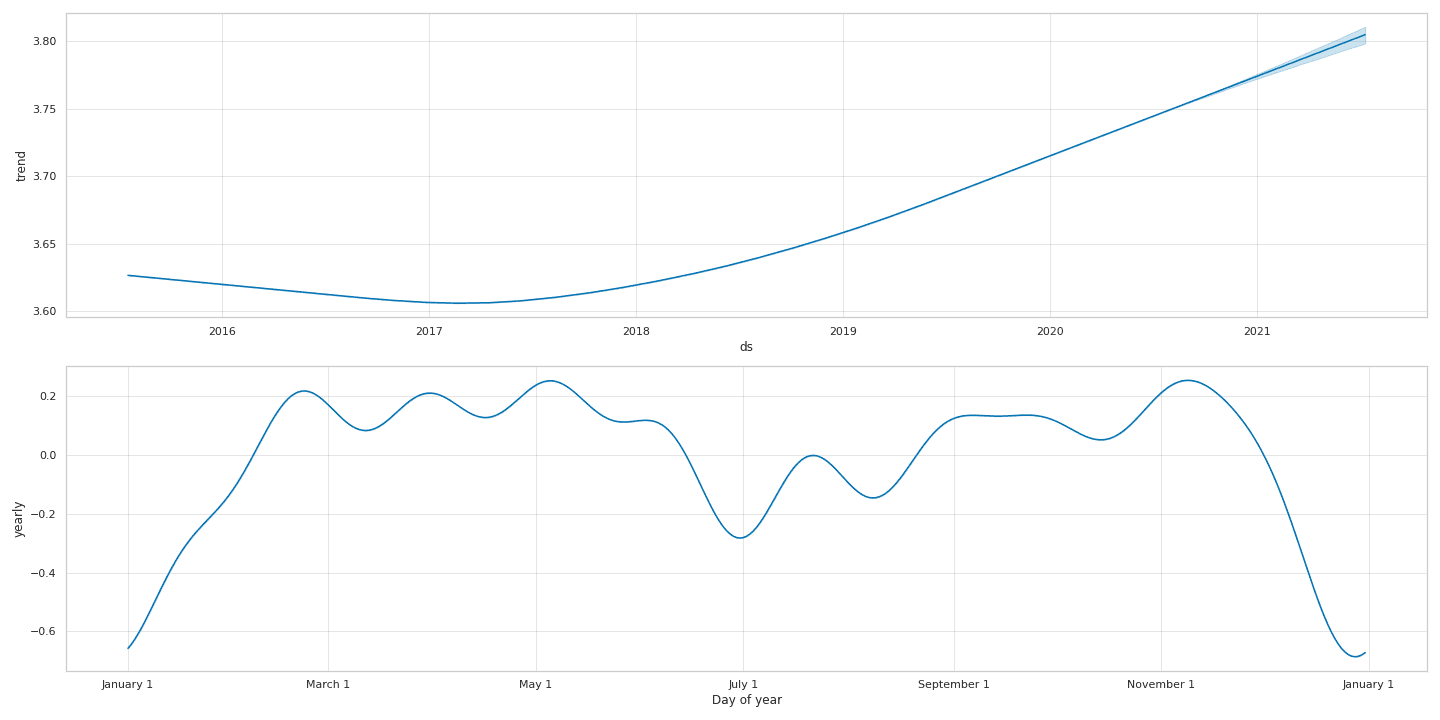 3.80
3.75
3.70
3.65
3.60
trend
2016 2017 2018 2019 2020 2021
ds
0.2
0.0
−0.2
−0.4
−0.6
yearly
January 1 March 1 May 1 July 1 September 1 November 1 January 1
Day of year